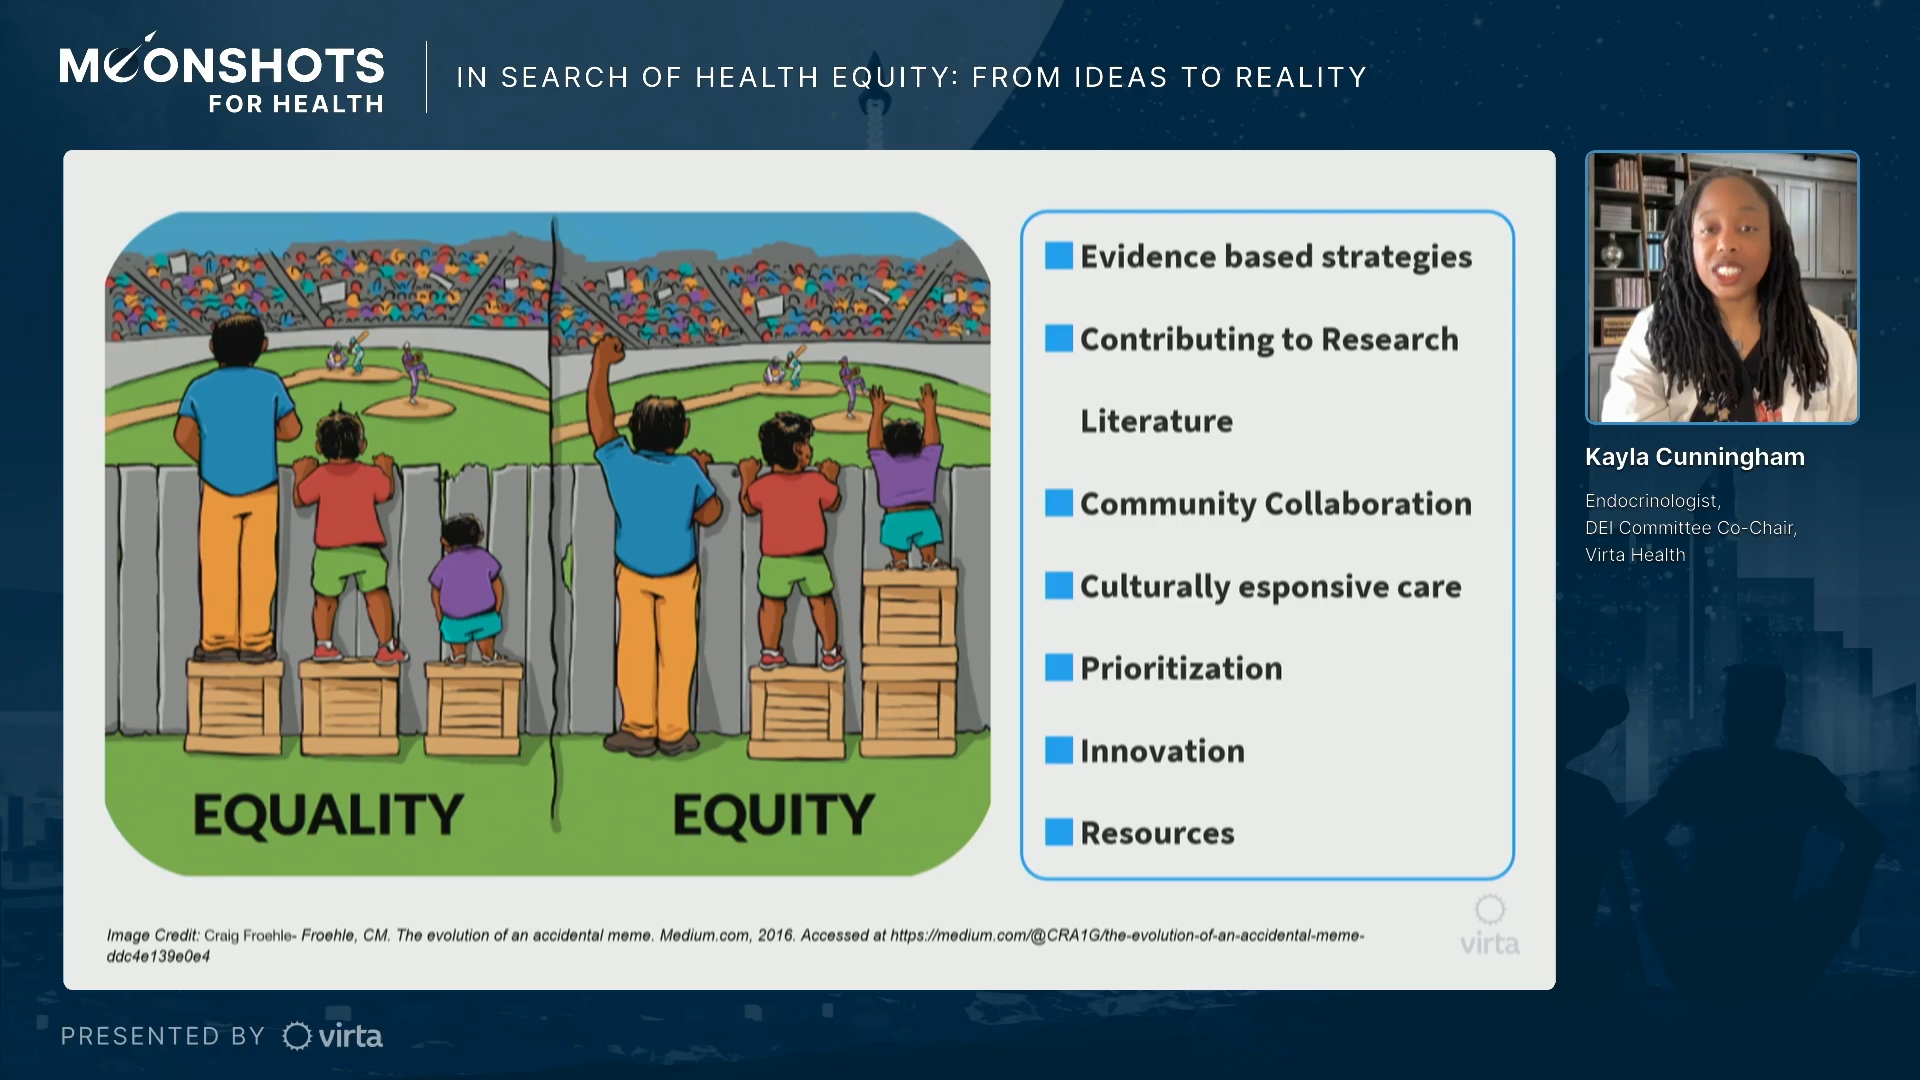 MOONSHOTS
FOR HEALTH
IN SEARCH OF HEALTH EQUITY: FROM IDEAS TO REALITY
EQUALITY
EQUITY
Evidence based strategies
Contributing to Research
Literature
Community Collaboration
Culturally esponsive care
Prioritization
Innovation
Resources
Image Credit: Craig Froehle- Froehle, CM. The evolution of an accidental meme. Medium.com, 2016. Accessed at https://medium.com/@CRA1G/the-evolution-of-an-accidental-meme-
ddc4e139e0e4
virta
Kayla Cunningham
Endocrinologist,
DEI Committee Co-Chair,
Virta Health
PRESENTED BY virta